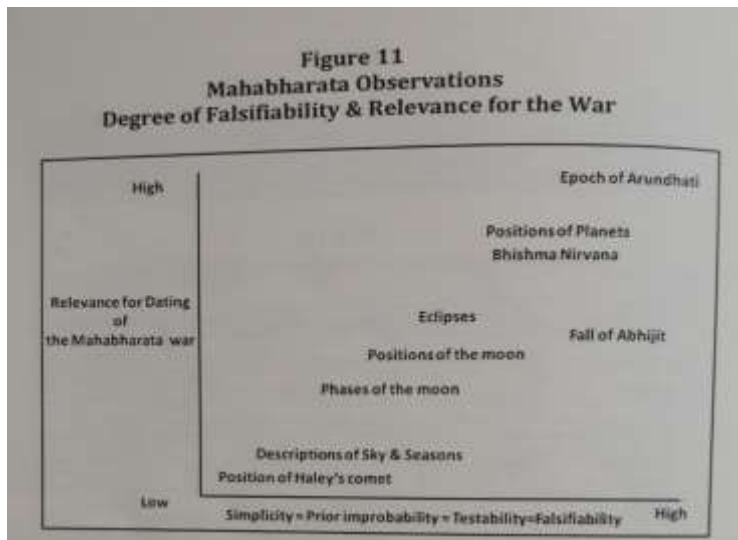 Figure 11
Mahabharata Observations
Degree of Falsifiability & Relevance for the War
High
Epoch of Arundhati
Positions of Planets
Bhishma Nirvana
Relevance for Dating
of
the Mahabharata war
Eclipses
Fall of Abhijit
Positions of the moon
Phases of the moon
Descriptions of Sky & Seasons
Position of Haley's comet
Low
Simplicity = Prior improbability = Testability=Falsifiability
High